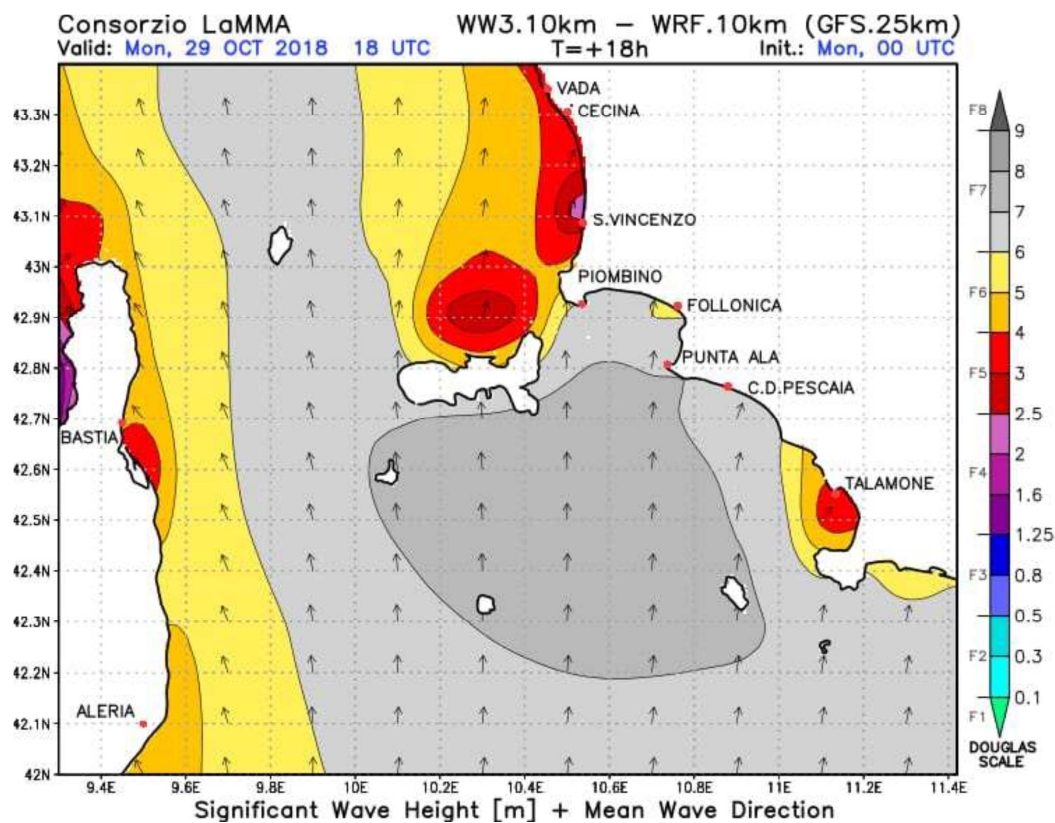 Consorzio LaMMA WW3.10km – WRF.10km (GFS.25km)
Valid: Mon, 29 OCT 2018 18 UTC T=+18h Init.: Mon, 00 UTC
VADA
CECINA
S.VINCENZO
PIOMBINO
FOLLONICA
PUNTA ALA
C.D.PESCAIA
BASTIA
TALAMONE
ALERIA
43.3N
43.2N
43.1N
43N
42.9N
42.8N
42.7N
42.6N
42.5N
42.4N
42.3N
42.2N
42.1N
42N
9.4E 9.6E 9.8E 10E 10.2E 10.4E 10.6E 10.8E 11E 11.2E 11.4E
Significant Wave Height [m] + Mean Wave Direction
F8
9
8
F7
7
6
F6
5
4
F5
3
2.5
F4
2
1.6
1.25
F3
0.8
0.5
F2
0.3
0.1
F1
DOUGLAS
SCALE